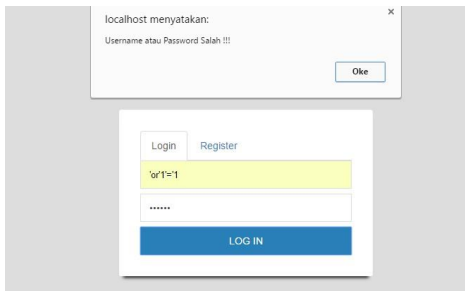 localhost menyatakan:
×
Username atau Password Salah !!!
Oke
Login Register
'or'1'='1
••••••
LOG IN